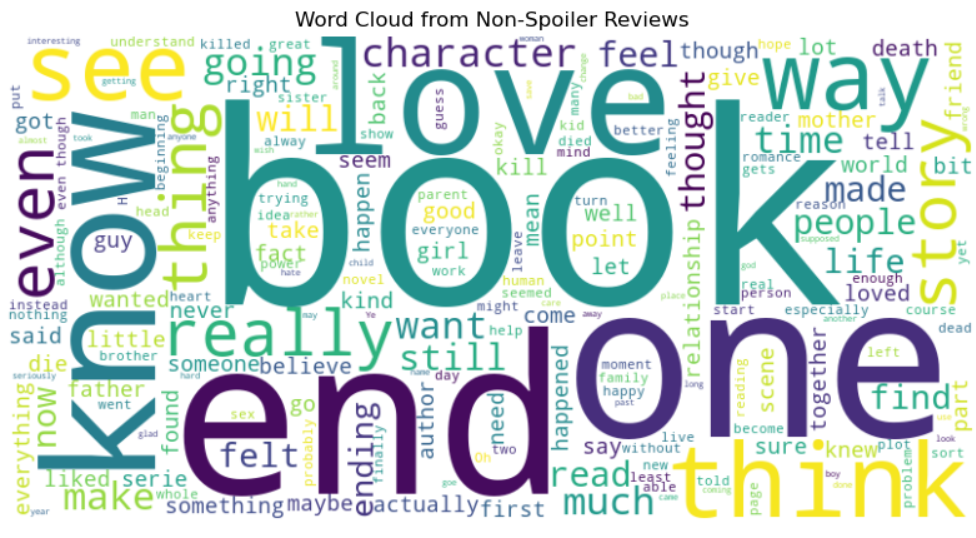 Word Cloud from Non-Spoiler Reviews
interesting
understand
killed
great
woman
character
feel
though
hope
lot
death
see
getting
going
love
way
friend
put
right
around
change
give
talk
got
man
sister
back
guess
many
bad
save
thought
reader
mother
wrong
almost
took
anyone
will
alway
show
kid
better
time
tell
even
even though
know
beginning
thing
anything
wish
seem
okay
died
mind
feeling
romance
gets
world
bit
book
happen
kill
made
story
although
head
guy
keep
trying
hand
idea
rather
take
fact
power
hate
parent
good
everyone
girl
work
mean
leave
turn
well
point
let
reason
people
supposed
yet
child
novel
human
god
real
life
instead
nothing
wanted
heart
never
kind
may
Ye
seemed
care
away
place
person
enough
loved
course
might
start
especially
another
said
little
really
want
come
help
relationship
one
dead
die
brother
someone
believe
still
happened
moment
family
happy
past
long
together
left
seriously
father
went
hard
end
name
day
author
need
two
reading
scene
find
part
everything
now
found
sex
go
felt
probably
ending
finally
Oh
goe
say
without
live
become
sure
knew
plot
use
look
sort
glad
liked
serie
make
whole
something
maybe
actually
first
read
much
least
new
able
came
told
coming
page
think
boy
done
problem
year